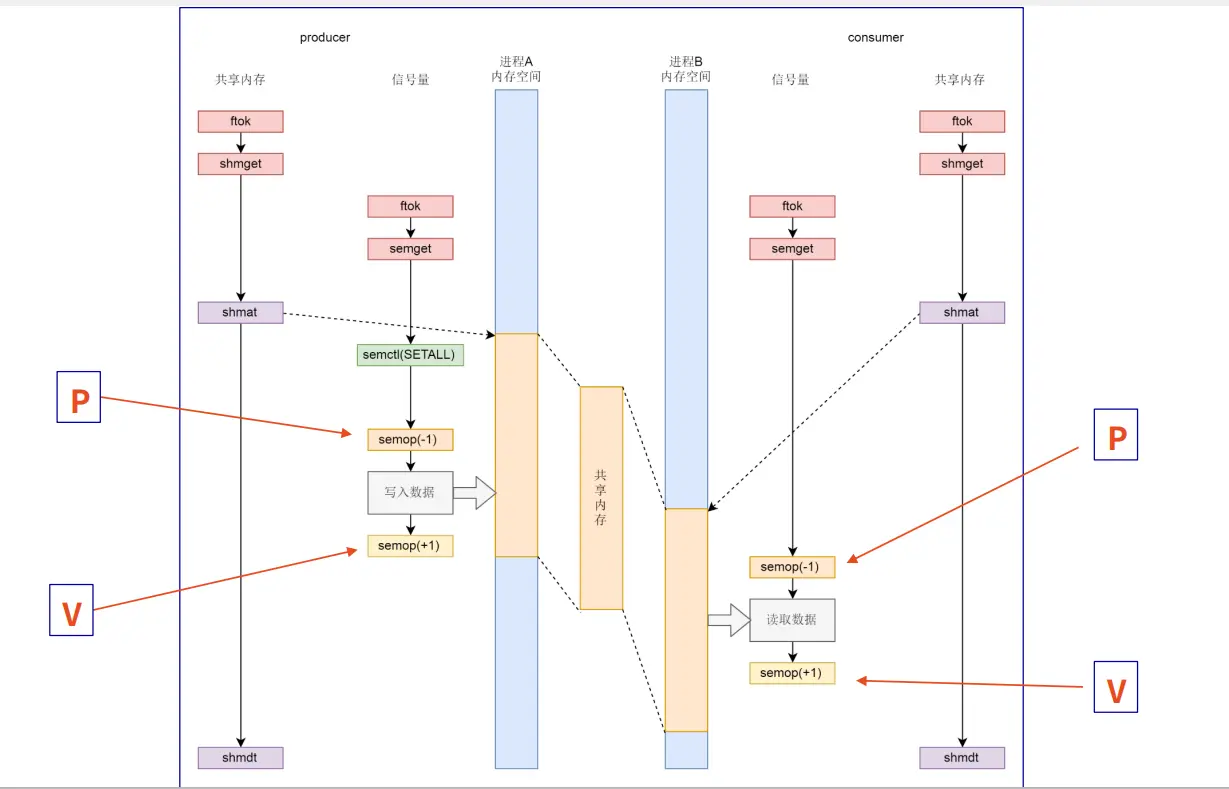 producer
consumer
共享内存
信号量
进程A
内存空间
进程B
内存空间
信号量
共享内存
ftok
ftok
shmget
shmget
ftok
ftok
semget
semget
shmat
shmat
semctl(SETALL)
P
semop(-1)
P
写入数据
共
享
内
存
semop(+1)
semop(-1)
V
读取数据
semop(+1)
V
shmdt
shmdt